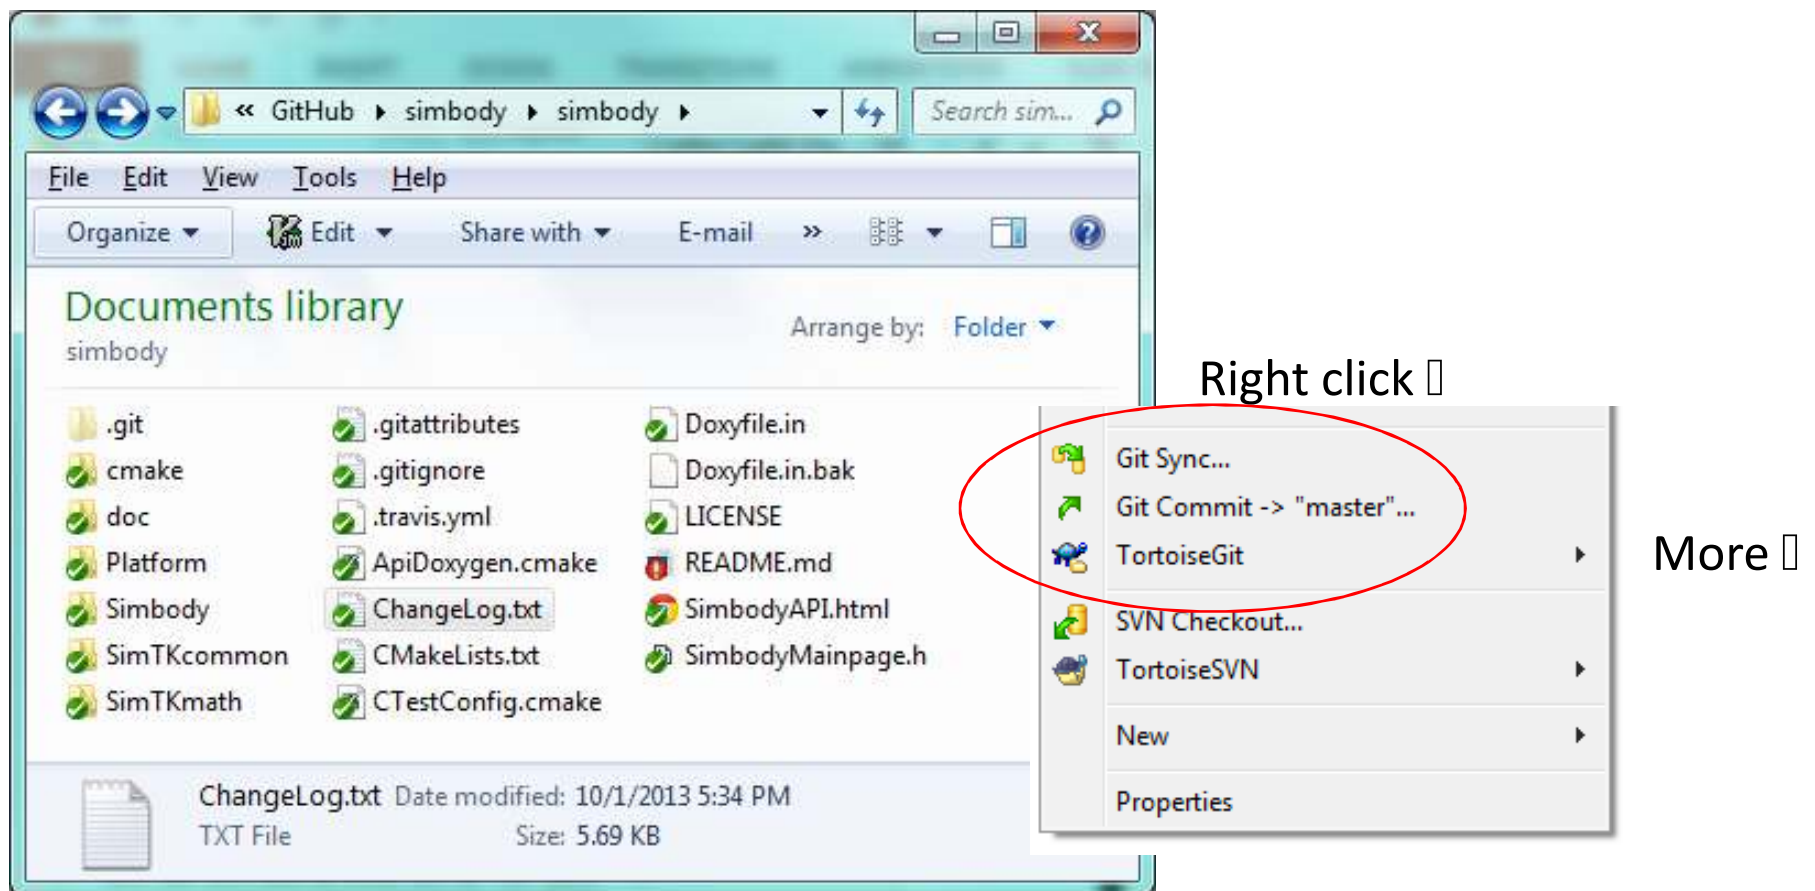 « GitHub ▸ simbody ▸ simbody ▸
Search sim...
File Edit View Tools Help
Organize Edit Share with E-mail »
Documents library
simbody
Arrange by: Folder
.git
cmake
doc
Platform
Simbody
SimTKcommon
SimTKmath
.gitattributes
.gitignore
.travis.yml
ApiDoxygen.cmake
ChangeLog.txt
CMakeLists.txt
CTestConfig.cmake
Doxyfile.in
Doxyfile.in.bak
LICENSE
README.md
SimbodyAPI.html
SimbodyMainpage.h
ChangeLog.txt Date modified: 10/1/2013 5:34 PM
TXT File Size: 5.69 KB
Right click
Git Sync...
Git Commit -> "master"...
TortoiseGit
SVN Checkout...
TortoiseSVN
New
Properties
More